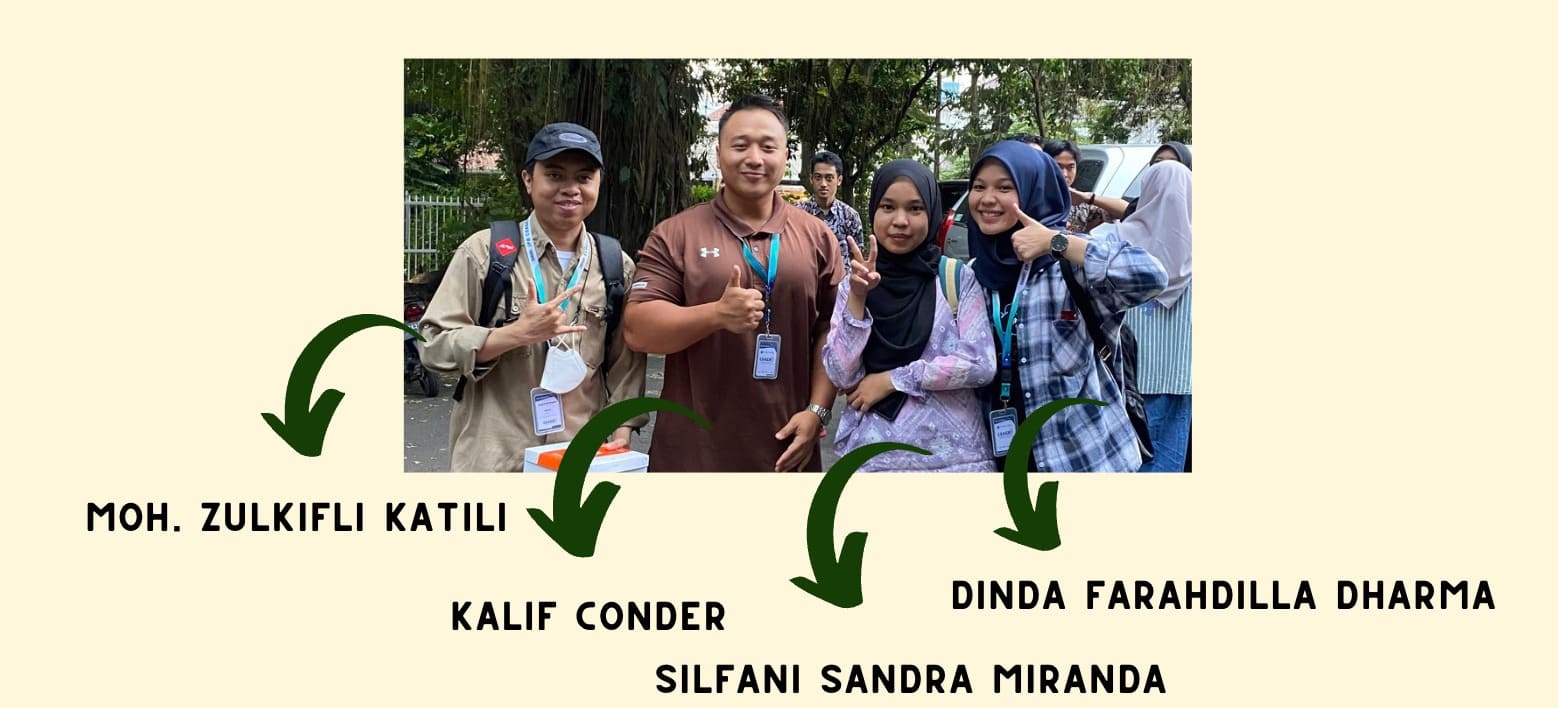 MOH. ZULKIFLI KATILI
KALIF CONDER
SILFANI SANDRA MIRANDA
DINDA FARAHDILLA DHARMA